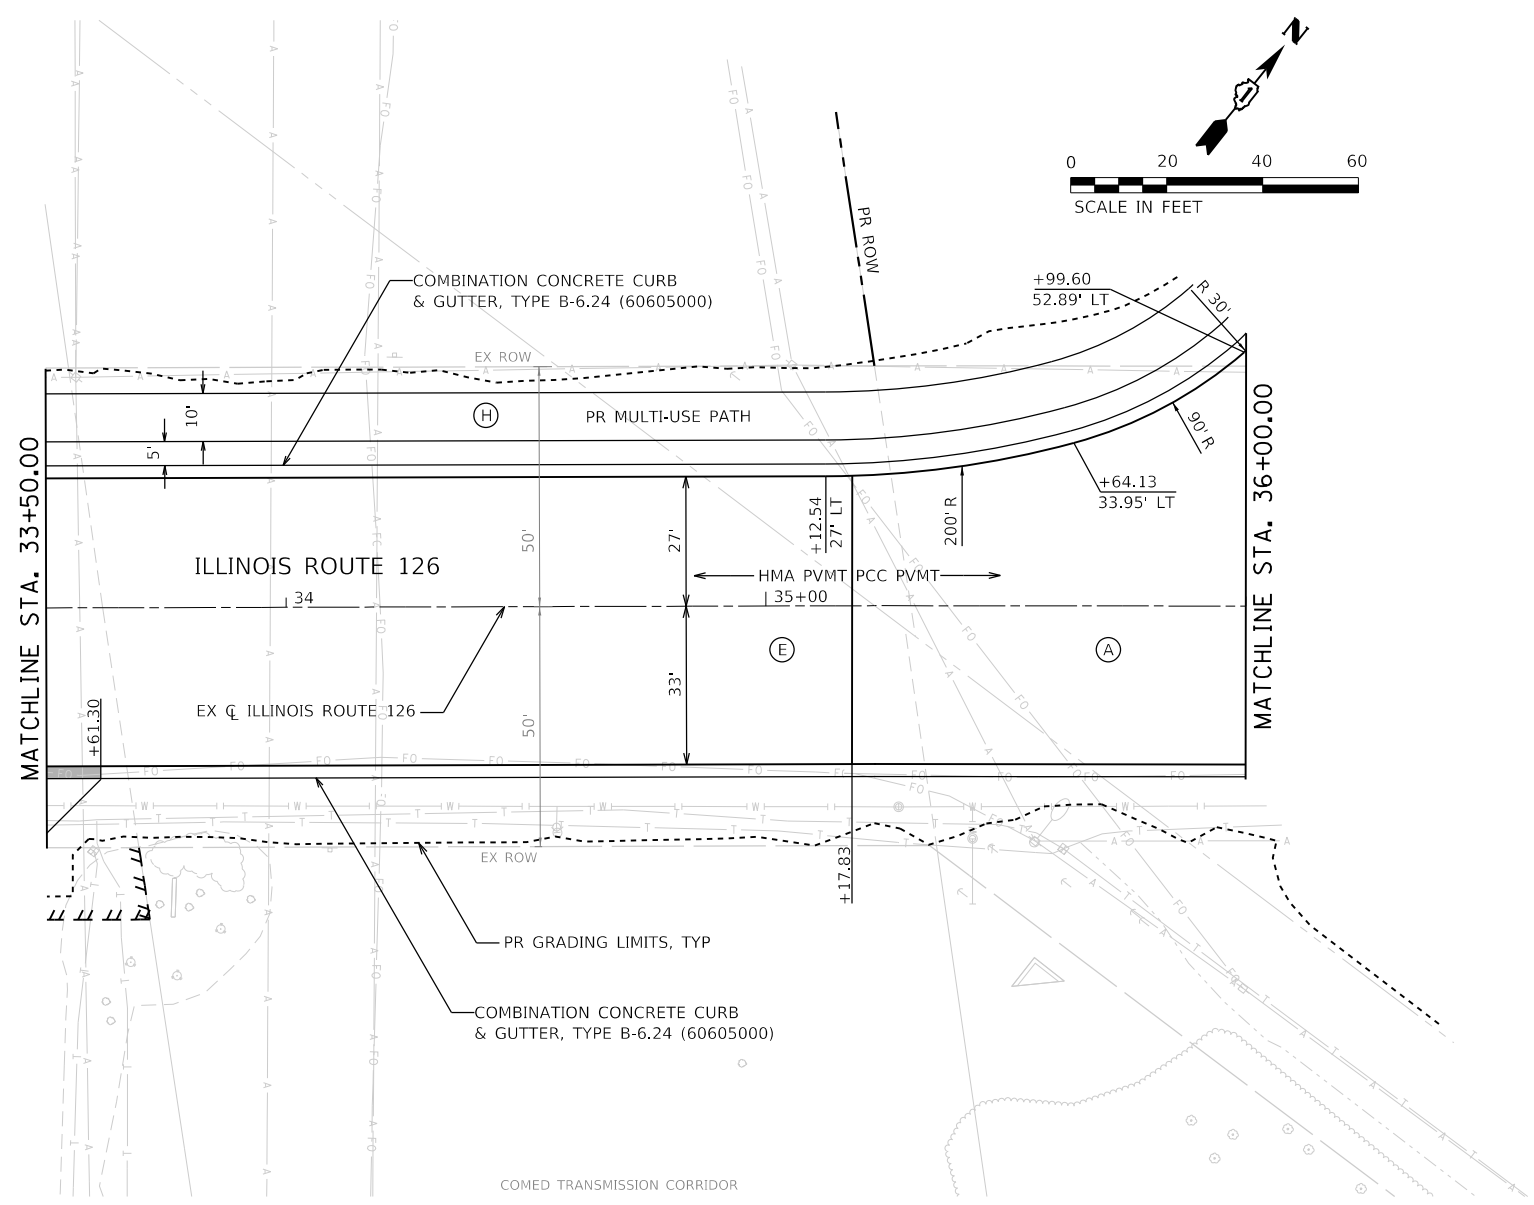 N
0 20 40 60
SCALE IN FEET
PR ROW
COMBINATION CONCRETE CURB
& GUTTER, TYPE B-6.24 (60605000)
+99.60
52.89' LT
R 30'
EX ROW
10'
H
PR MULTI-USE PATH
5'
90' R
+64.13
33.95' LT
MATCHLINE STA. 33+50.00
MATCHLINE STA. 36+00.00
50'
27'
+12.54
27' LT
200' R
ILLINOIS ROUTE 126
HMA PVMT PCC PVMT
34
35+00
E
A
33'
50'
EX ℄ ILLINOIS ROUTE 126
+61.30
EX ROW
+17.83
PR GRADING LIMITS, TYP
COMBINATION CONCRETE CURB
& GUTTER, TYPE B-6.24 (60605000)
COMED TRANSMISSION CORRIDOR